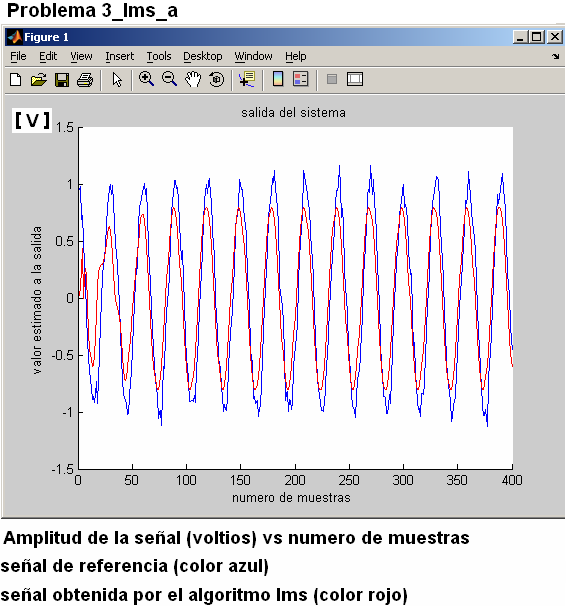 Problema 3_lms_a
Figure 1
File Edit View Insert Tools Desktop Window Help
[V]
salida del sistema
valor estimado a la salida
1.5
1
0.5
0
-0.5
-1
-1.5
0 50 100 150 200 250 300 350 400
numero de muestras
Amplitud de la señal (voltios) vs numero de muestras
señal de referencia (color azul)
señal obtenida por el algoritmo lms (color rojo)